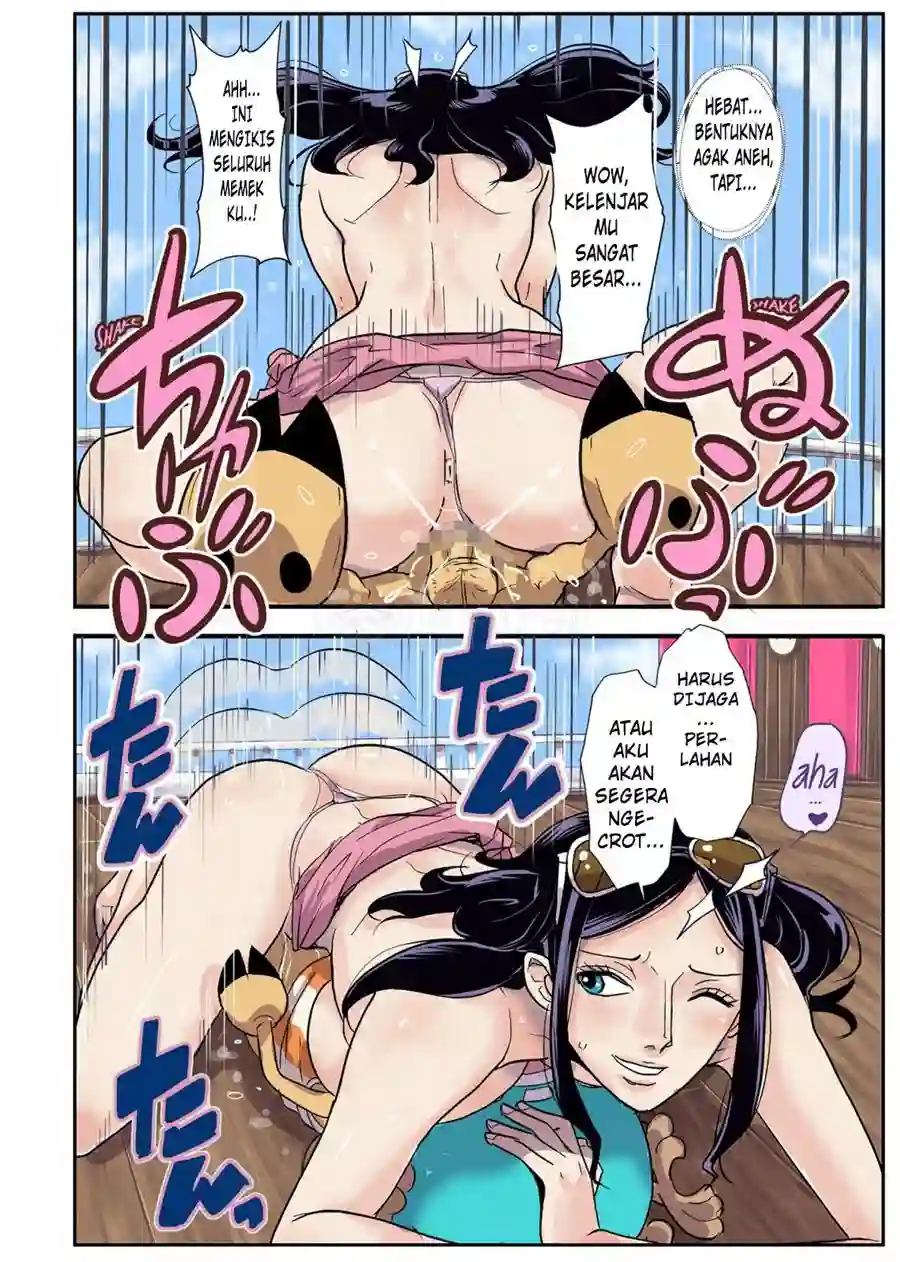 HEBAT...
BENTUKNYA
AGAK ANEH,
TAPI...
WOW,
KELENJAR
MU
SANGAT
BESAR...
AHH...
INI
MENGIKIS
SELURUH
MEMEK
KU..!
SHAKE
ぬぶ
SHAKE
ちゅぶ
HARUS
DIJAGA
...
PER-
LAHAN
ATAU
AKU
AKAN
SEGERA
NGE-
CROT...
aha
...
たん
たん
たんっ